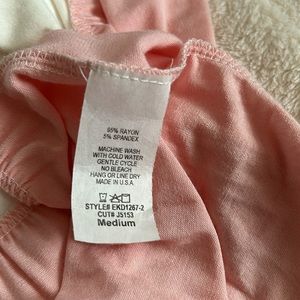 95% RAYON
5% SPANDEX
MACHINE WASH
WITH COLD WATER
GENTLE CYCLE
NO BLEACH
HANG OR LINE DRY
MADE IN U.S.A
STYLE# EKD1267-2
CUT# J5153
Medium